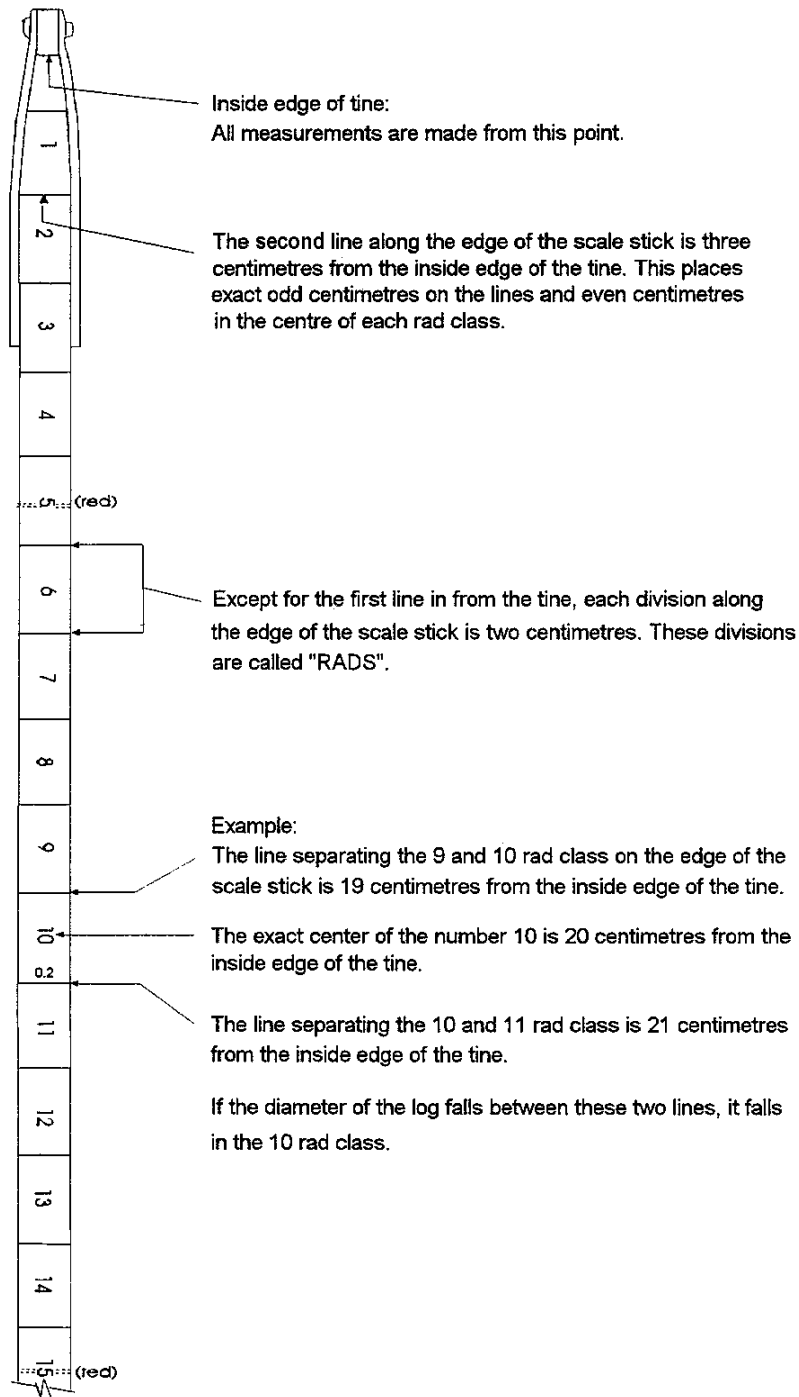 Inside edge of tine:
All measurements are made from this point.
1
The second line along the edge of the scale stick is three
centimetres from the inside edge of the tine. This places
exact odd centimetres on the lines and even centimetres
in the centre of each rad class.
2
3
4
5 (red)
6
Except for the first line in from the tine, each division along
the edge of the scale stick is two centimetres. These divisions
are called "RADS".
7
8
Example:
The line separating the 9 and 10 rad class on the edge of the
scale stick is 19 centimetres from the inside edge of the tine.
9
10
The exact center of the number 10 is 20 centimetres from the
inside edge of the tine.
0.2
11
The line separating the 10 and 11 rad class is 21 centimetres
from the inside edge of the tine.
If the diameter of the log falls between these two lines, it falls
in the 10 rad class.
12
13
14
15 (red)